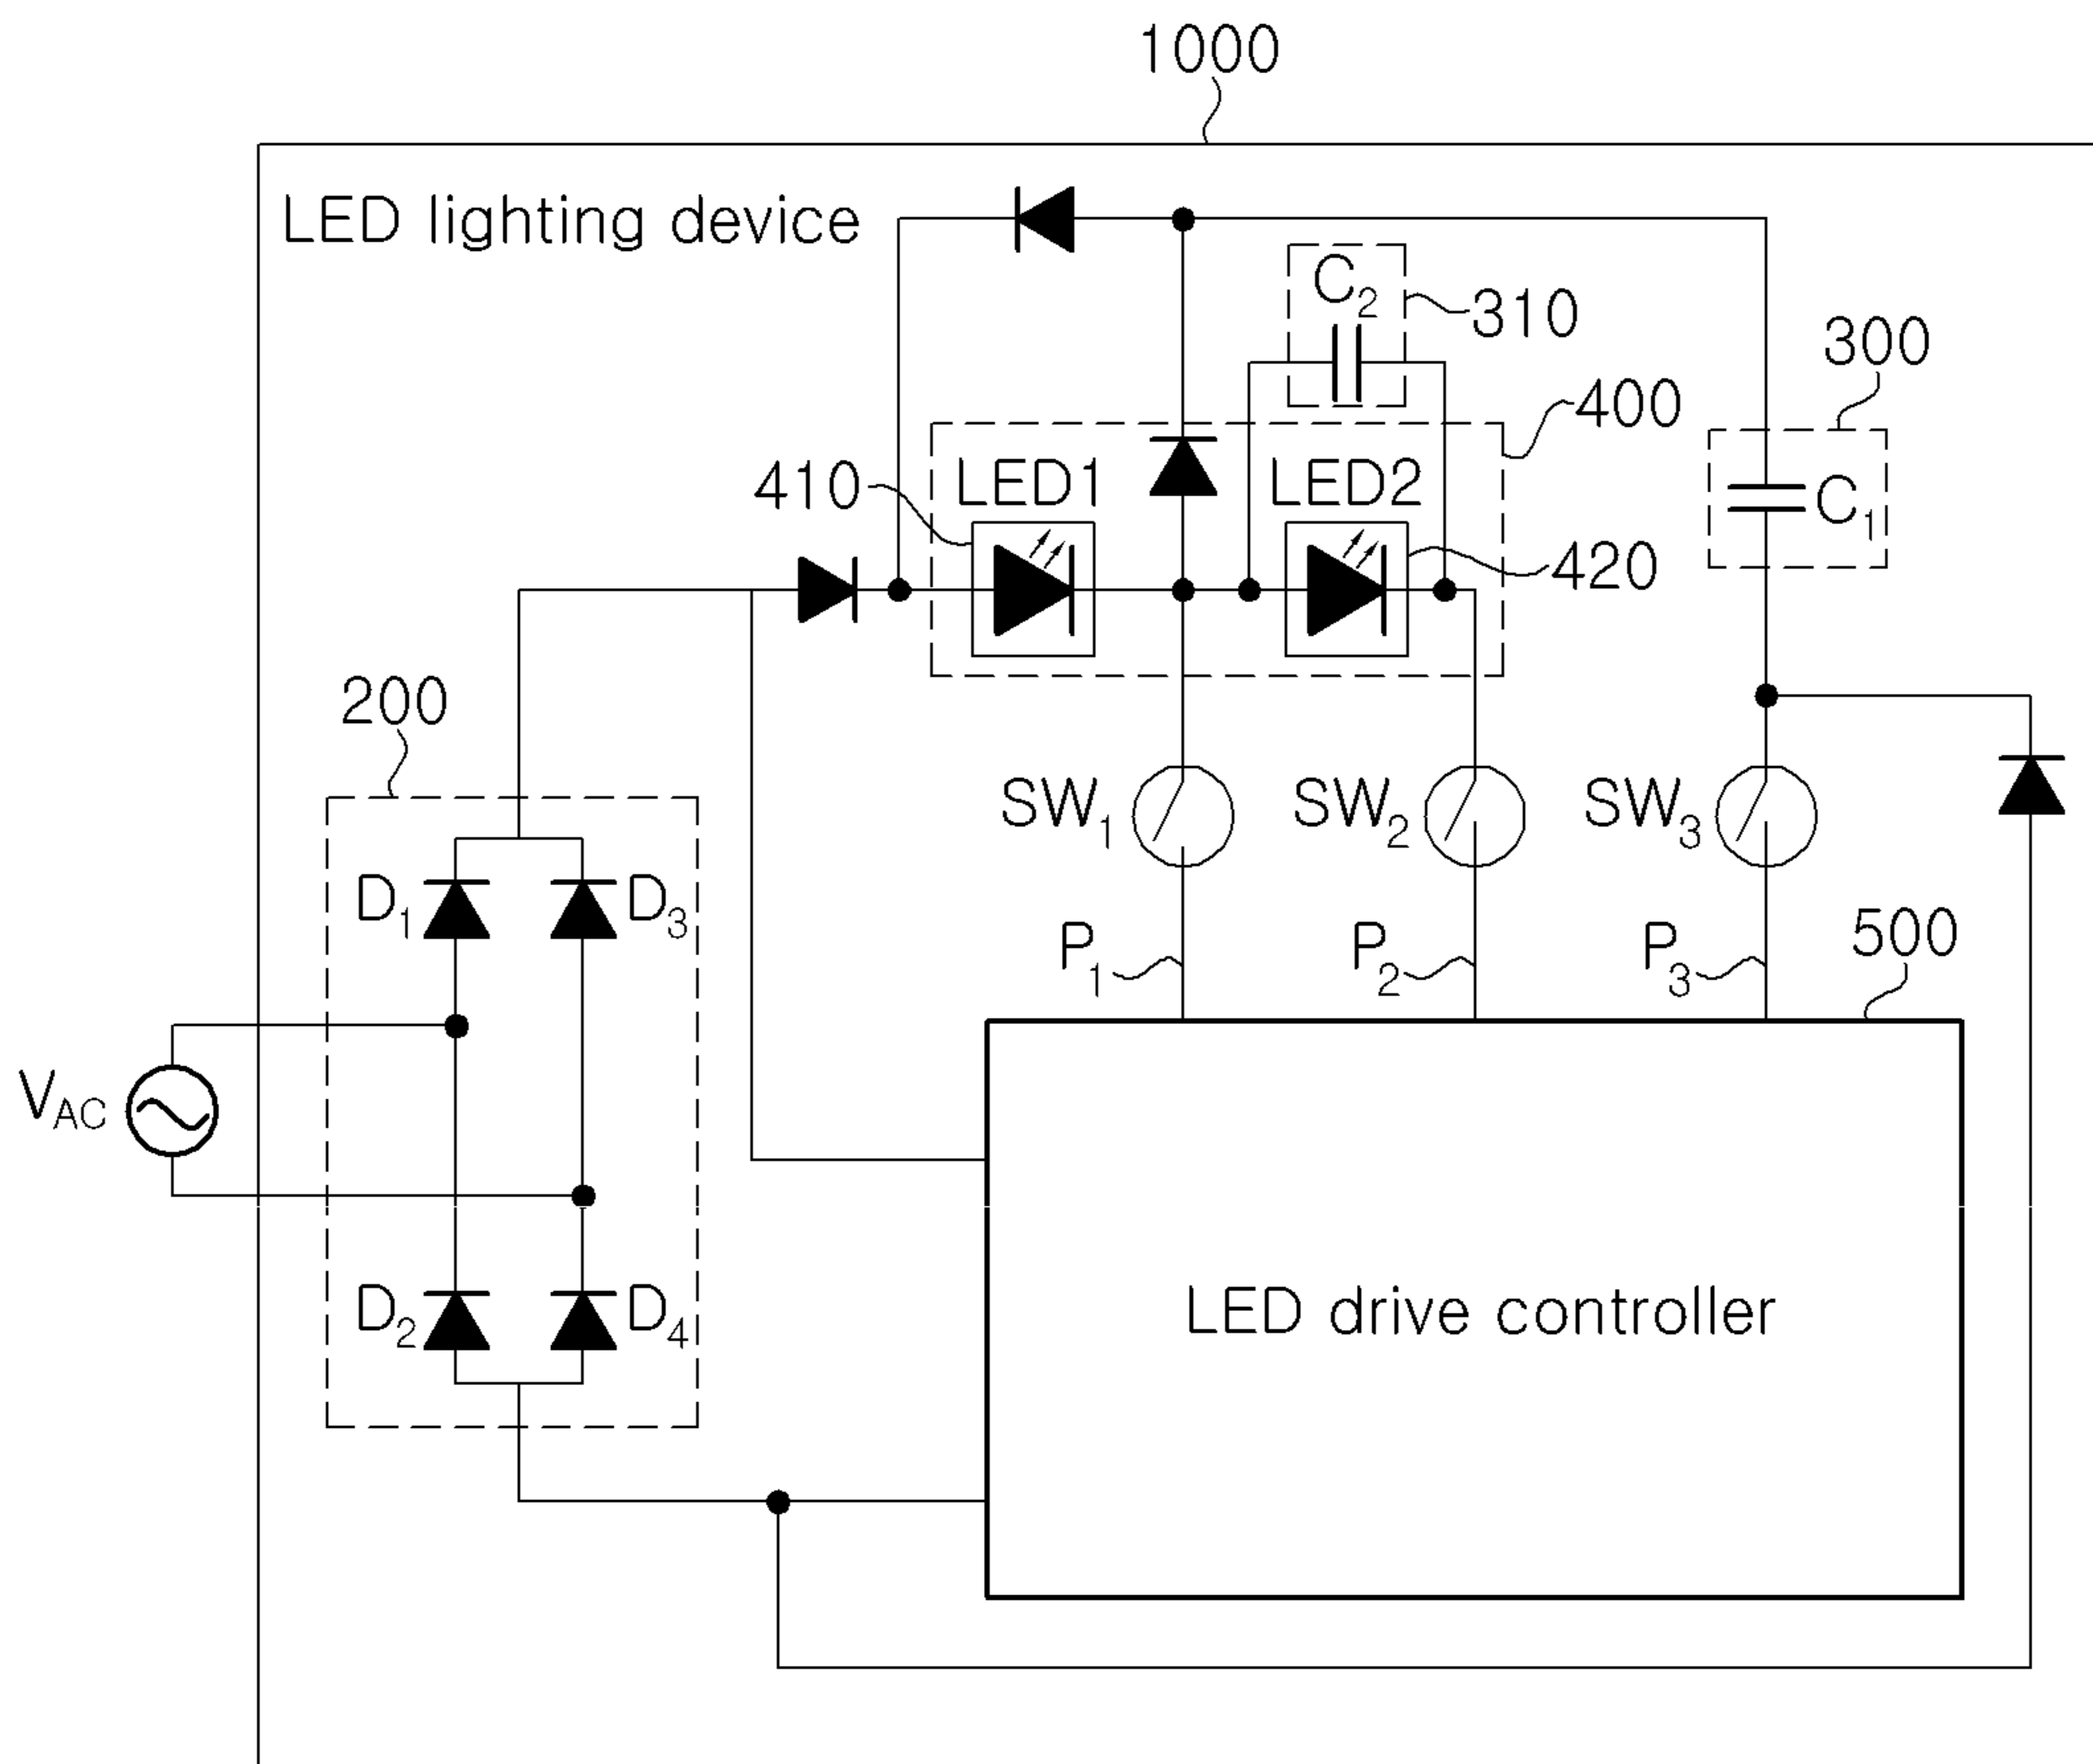 1000
LED lighting device
C2
310
300
400
410
LED1
LED2
C1
420
200
SW1
SW2
SW3
D1
D3
P1
P2
P3
500
VAC
D2
D4
LED drive controller